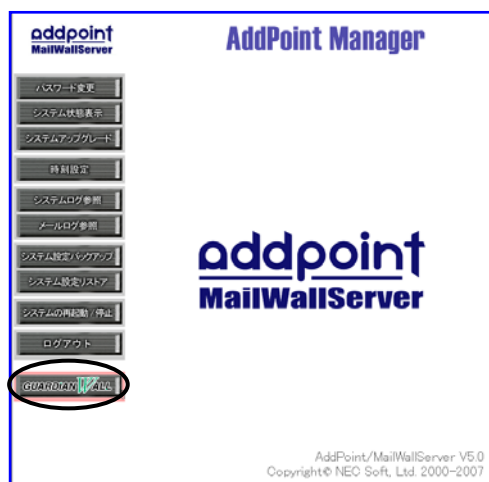 addpoint
MailWallServer
AddPoint Manager
パスワード変更
システム状態表示
システムアップグレード
時刻設定
システムログ参照
メールログ参照
システム設定バックアップ
システム設定リストア
システムの再起動/停止
ログアウト
GUARDIAN WALL
addpoint
MailWallServer
AddPoint/MailWallServer V5.0
Copyright© NEC Soft, Ltd. 2000-2007